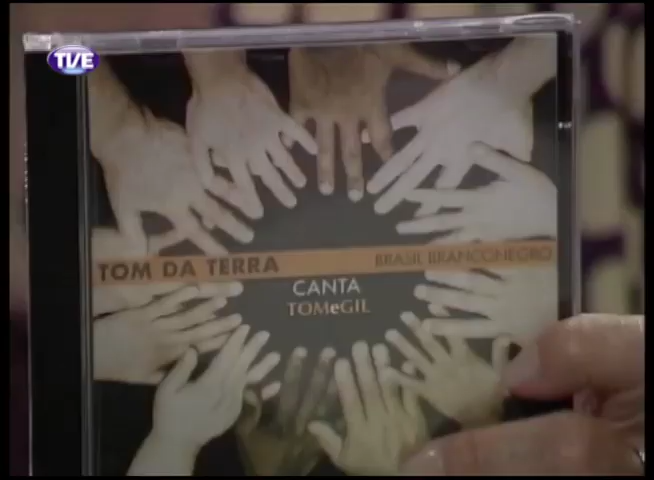 TVE
TOM DA TERRA
BRASIL BRANCONEGRO
CANTA
TOMeGIL